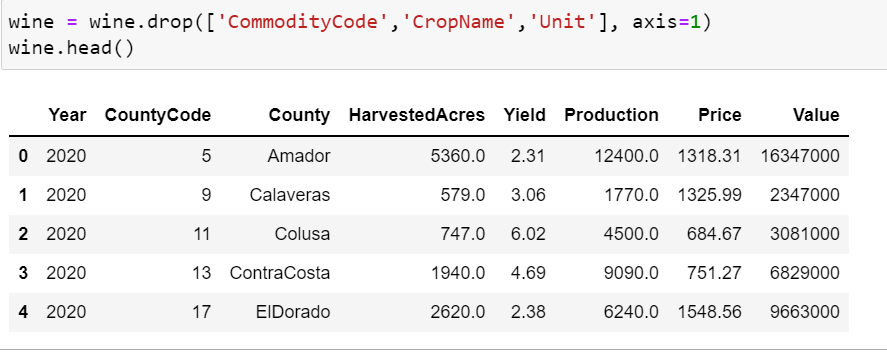 wine = wine.drop(['CommodityCode','CropName','Unit'], axis=1)
wine.head()
Year CountyCode County HarvestedAcres Yield Production Price Value
0 2020 5 Amador 5360.0 2.31 12400.0 1318.31 16347000
1 2020 9 Calaveras 579.0 3.06 1770.0 1325.99 2347000
2 2020 11 Colusa 747.0 6.02 4500.0 684.67 3081000
3 2020 13 ContraCosta 1940.0 4.69 9090.0 751.27 6829000
4 2020 17 ElDorado 2620.0 2.38 6240.0 1548.56 9663000